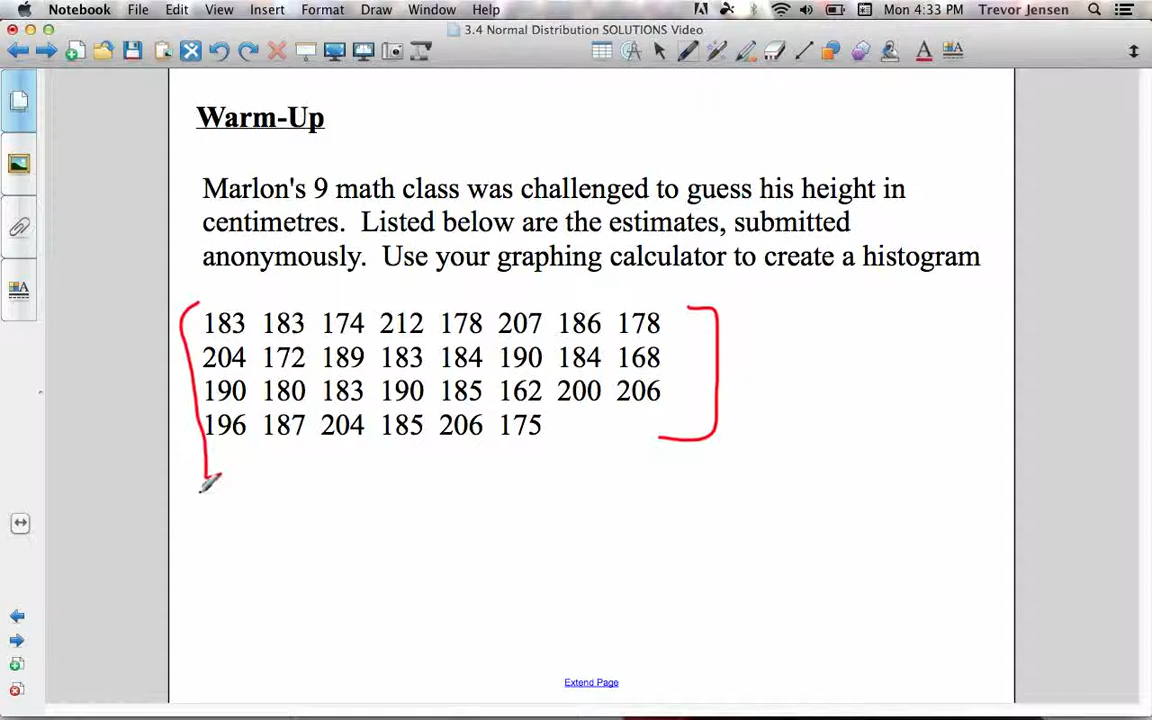 Notebook File Edit View Insert Format Draw Window Help Mon 4:33 PM Trevor Jensen
3.4 Normal Distribution SOLUTIONS Video
Warm-Up
Marlon's 9 math class was challenged to guess his height in
centimetres. Listed below are the estimates, submitted
anonymously. Use your graphing calculator to create a histogram
183 183 174 212 178 207 186 178
204 172 189 183 184 190 184 168
190 180 183 190 185 162 200 206
196 187 204 185 206 175
Extend Page